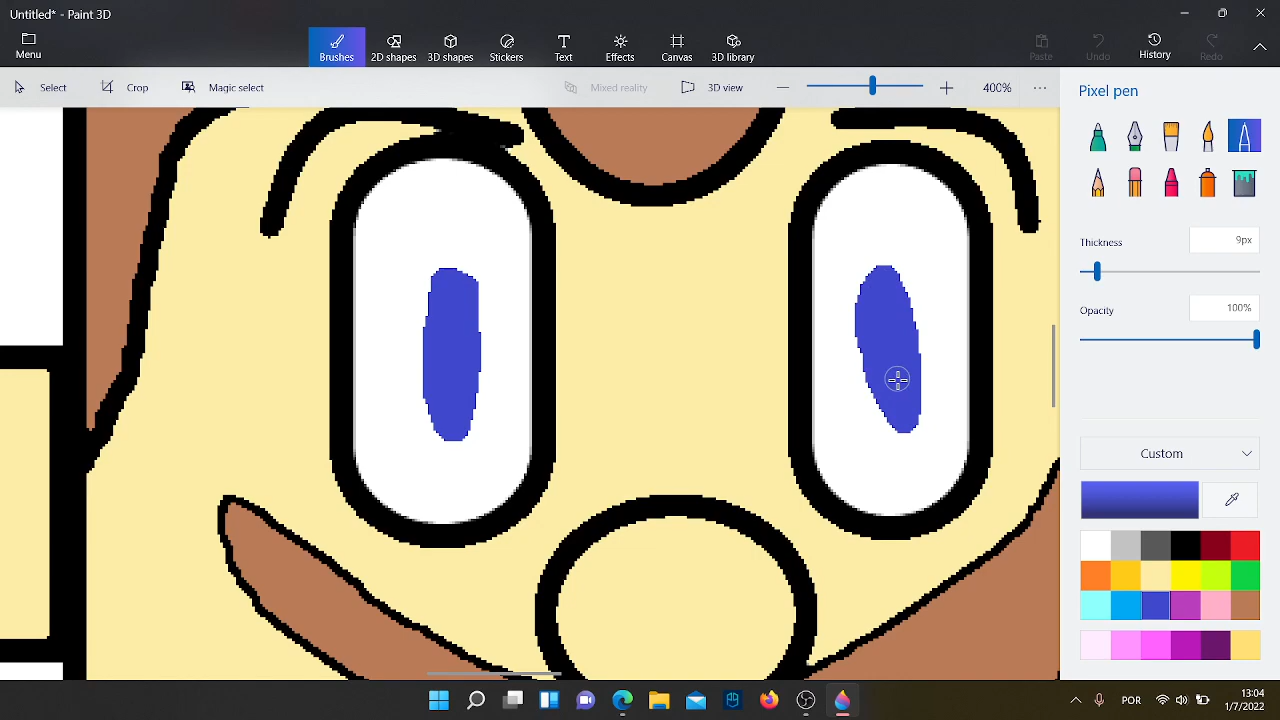 Untitled* - Paint 3D
Menu
Brushes
2D shapes
3D shapes
Stickers
Text
Effects
Canvas
3D library
Paste
Undo
History
Redo
Select
Crop
Magic select
Mixed reality
3D view
400%
Pixel pen
Thickness
9px
Opacity
100%
Custom
POR
13:04
1/7/2022